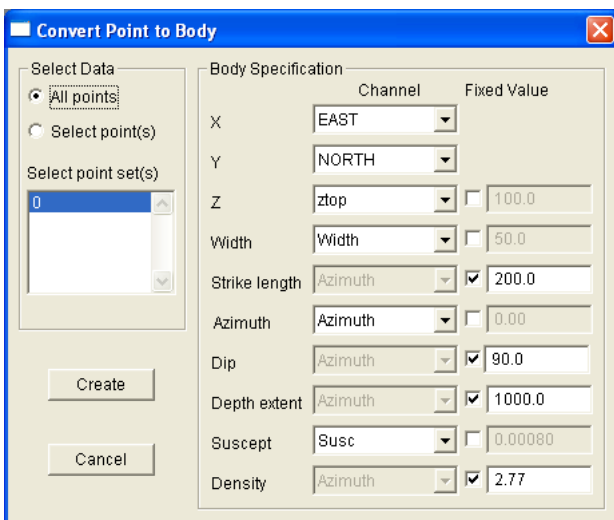 Convert Point to Body
Select Data
All points
Select point(s)
Select point set(s)
0
Create
Cancel
Body Specification
Channel Fixed Value
X EAST
Y NORTH
Z ztop 100.0
Width Width 50.0
Strike length Azimuth 200.0
Azimuth Azimuth 0.00
Dip Azimuth 90.0
Depth extent Azimuth 1000.0
Suscept Susc 0.00080
Density Azimuth 2.77